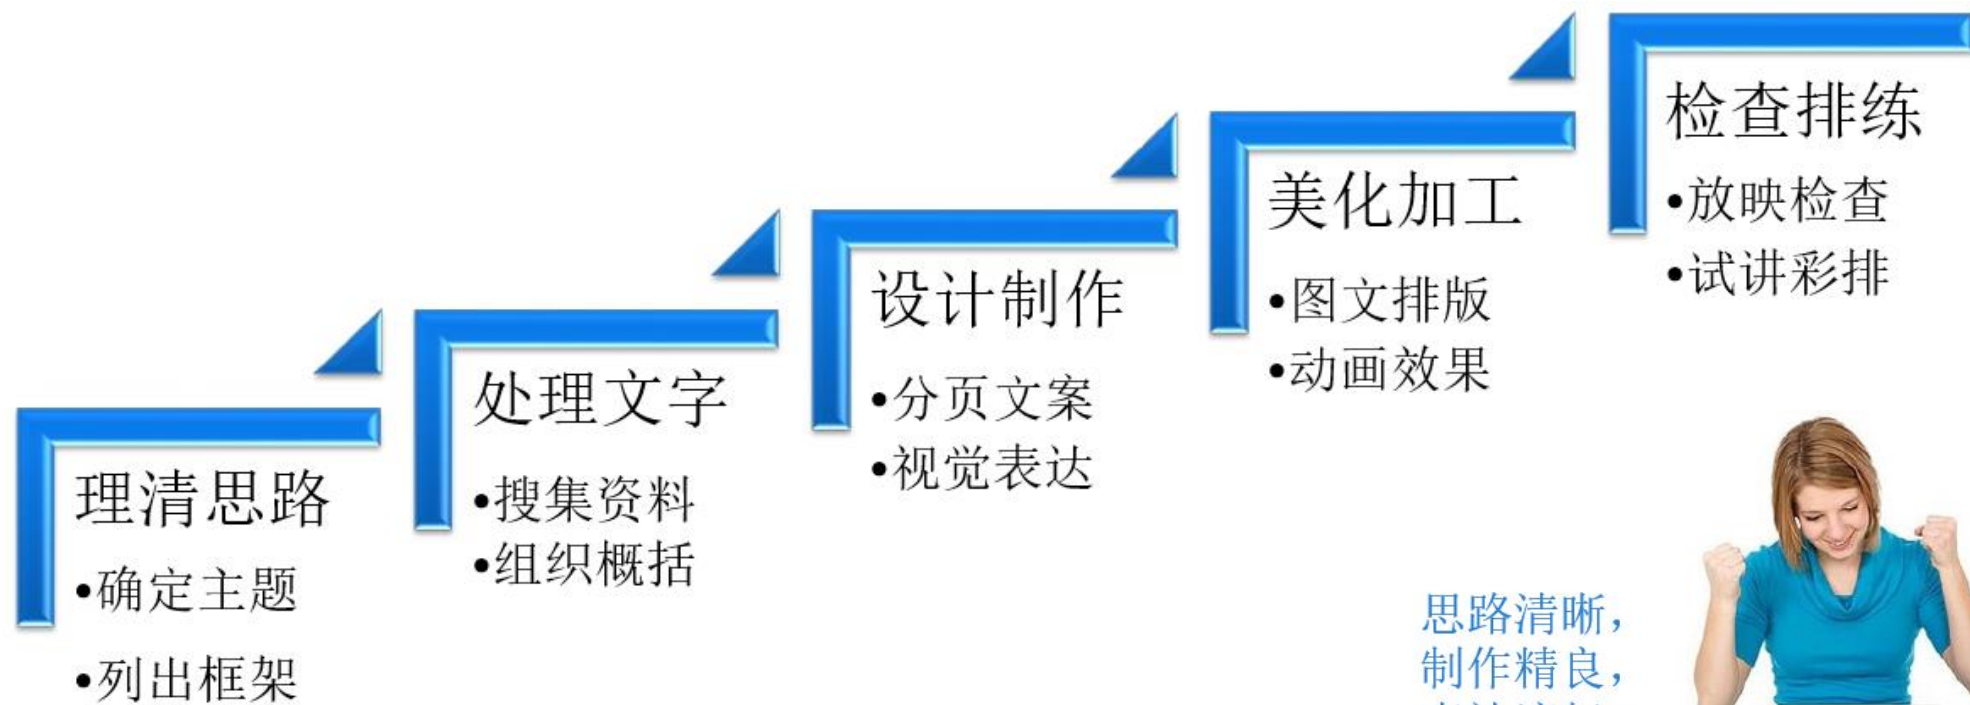 理清思路
•确定主题
•列出框架
处理文字
•搜集资料
•组织概括
设计制作
•分页文案
•视觉表达
美化加工
•图文排版
•动画效果
检查排练
•放映检查
•试讲彩排
思路清晰，
制作精良，